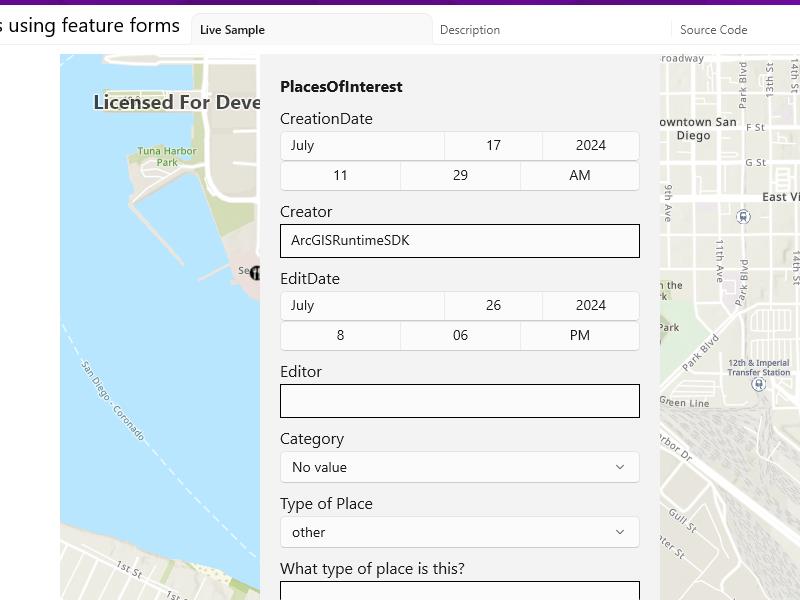 s using feature forms
Live Sample
Description
Source Code
Licensed For Deve
Tuna Harbor
Park
San Diego - Coronado
1st St
PlacesOfInterest
CreationDate
July 17 2024
11 29 AM
Creator
ArcGISRuntimeSDK
EditDate
July 26 2024
8 06 PM
Editor
Category
No value
Type of Place
other
What type of place is this?
roadway
Park Blvd
13th St
14th St
owntown San
Diego
F St
G St
9th Ave
East Vi
11th Ave
Park Blvd
14th St
n the
rk
Park
Park Blvd
12th & Imperial
Transfer Station
Green Line
rbor Dr
Gull St
ter St